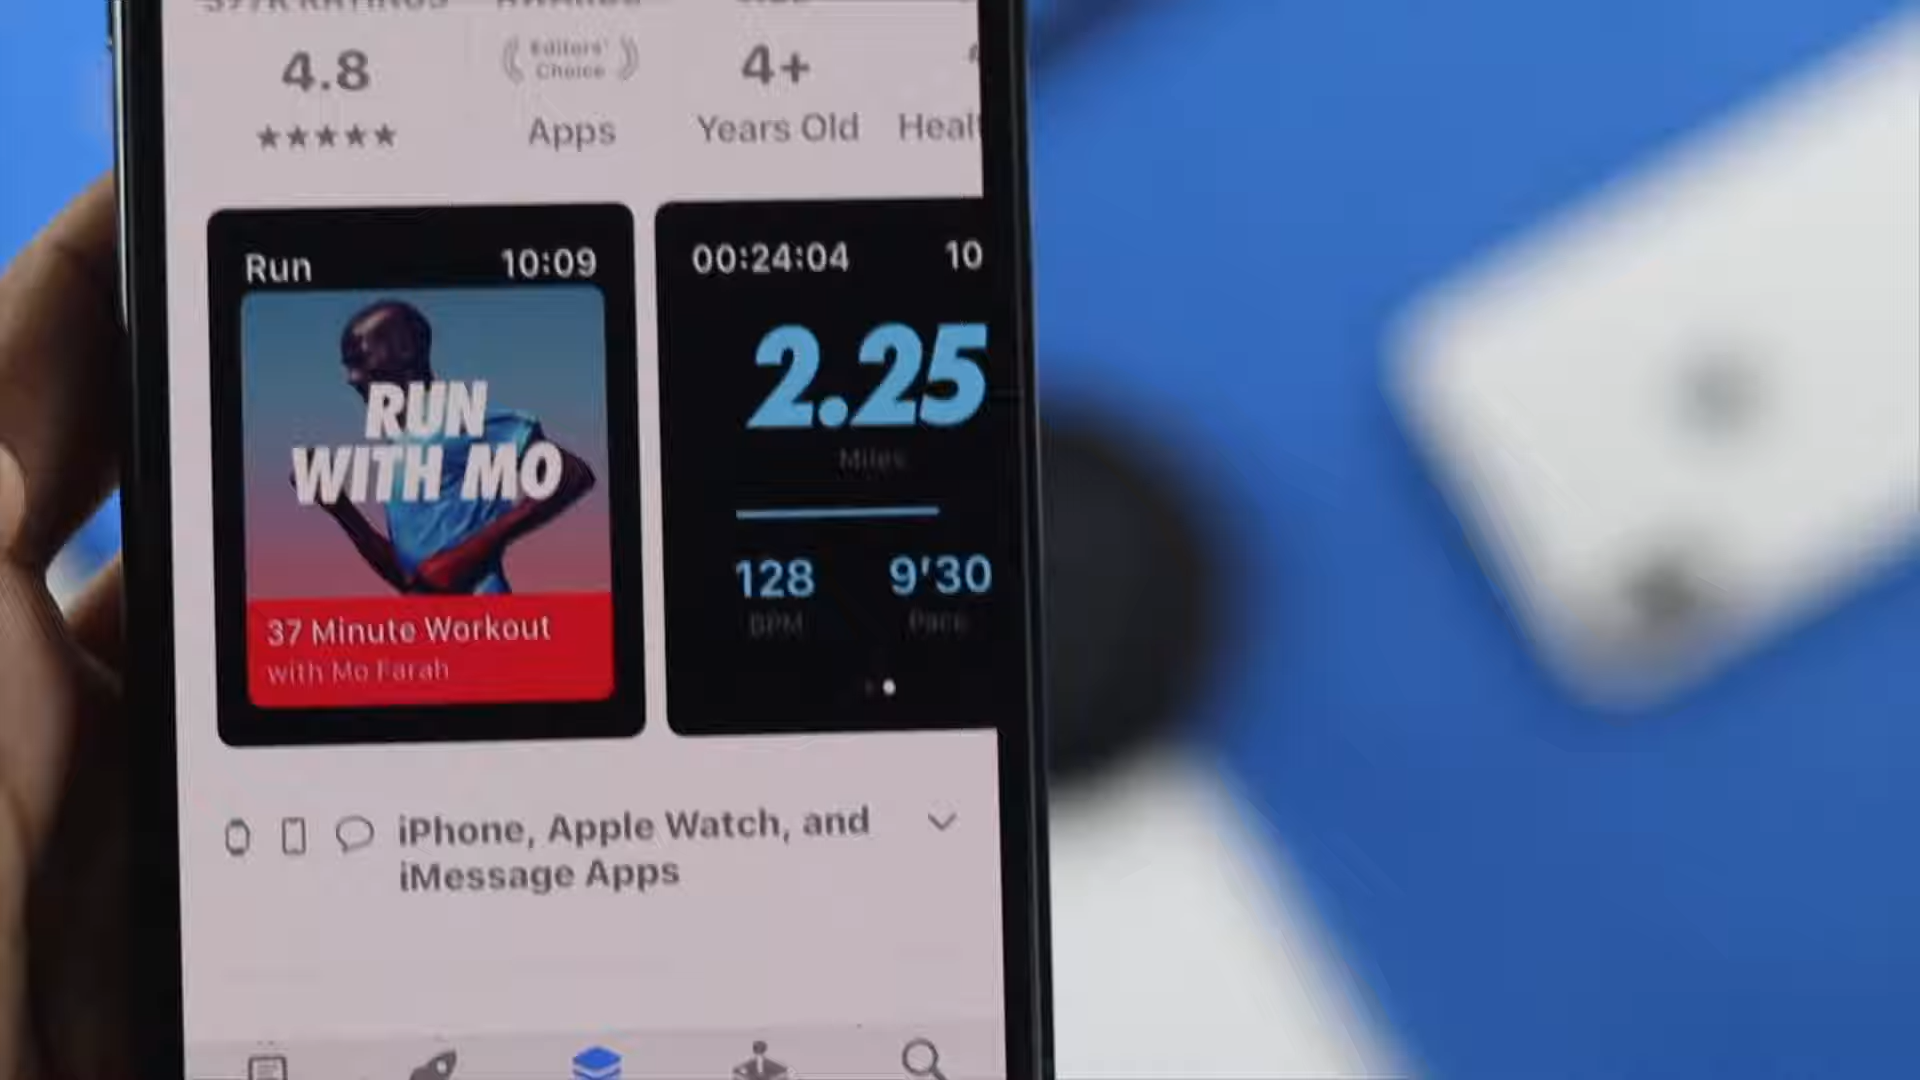 4.8
Editors'
Choice
4+
★★★★★
Apps
Years Old
Run
10:09
RUN
WITH MO
37 Minute Workout
with Mo Farah
00:24:04
10
2.25
Miles
128
9'30
BPM
Pace
iPhone, Apple Watch, and
iMessage Apps